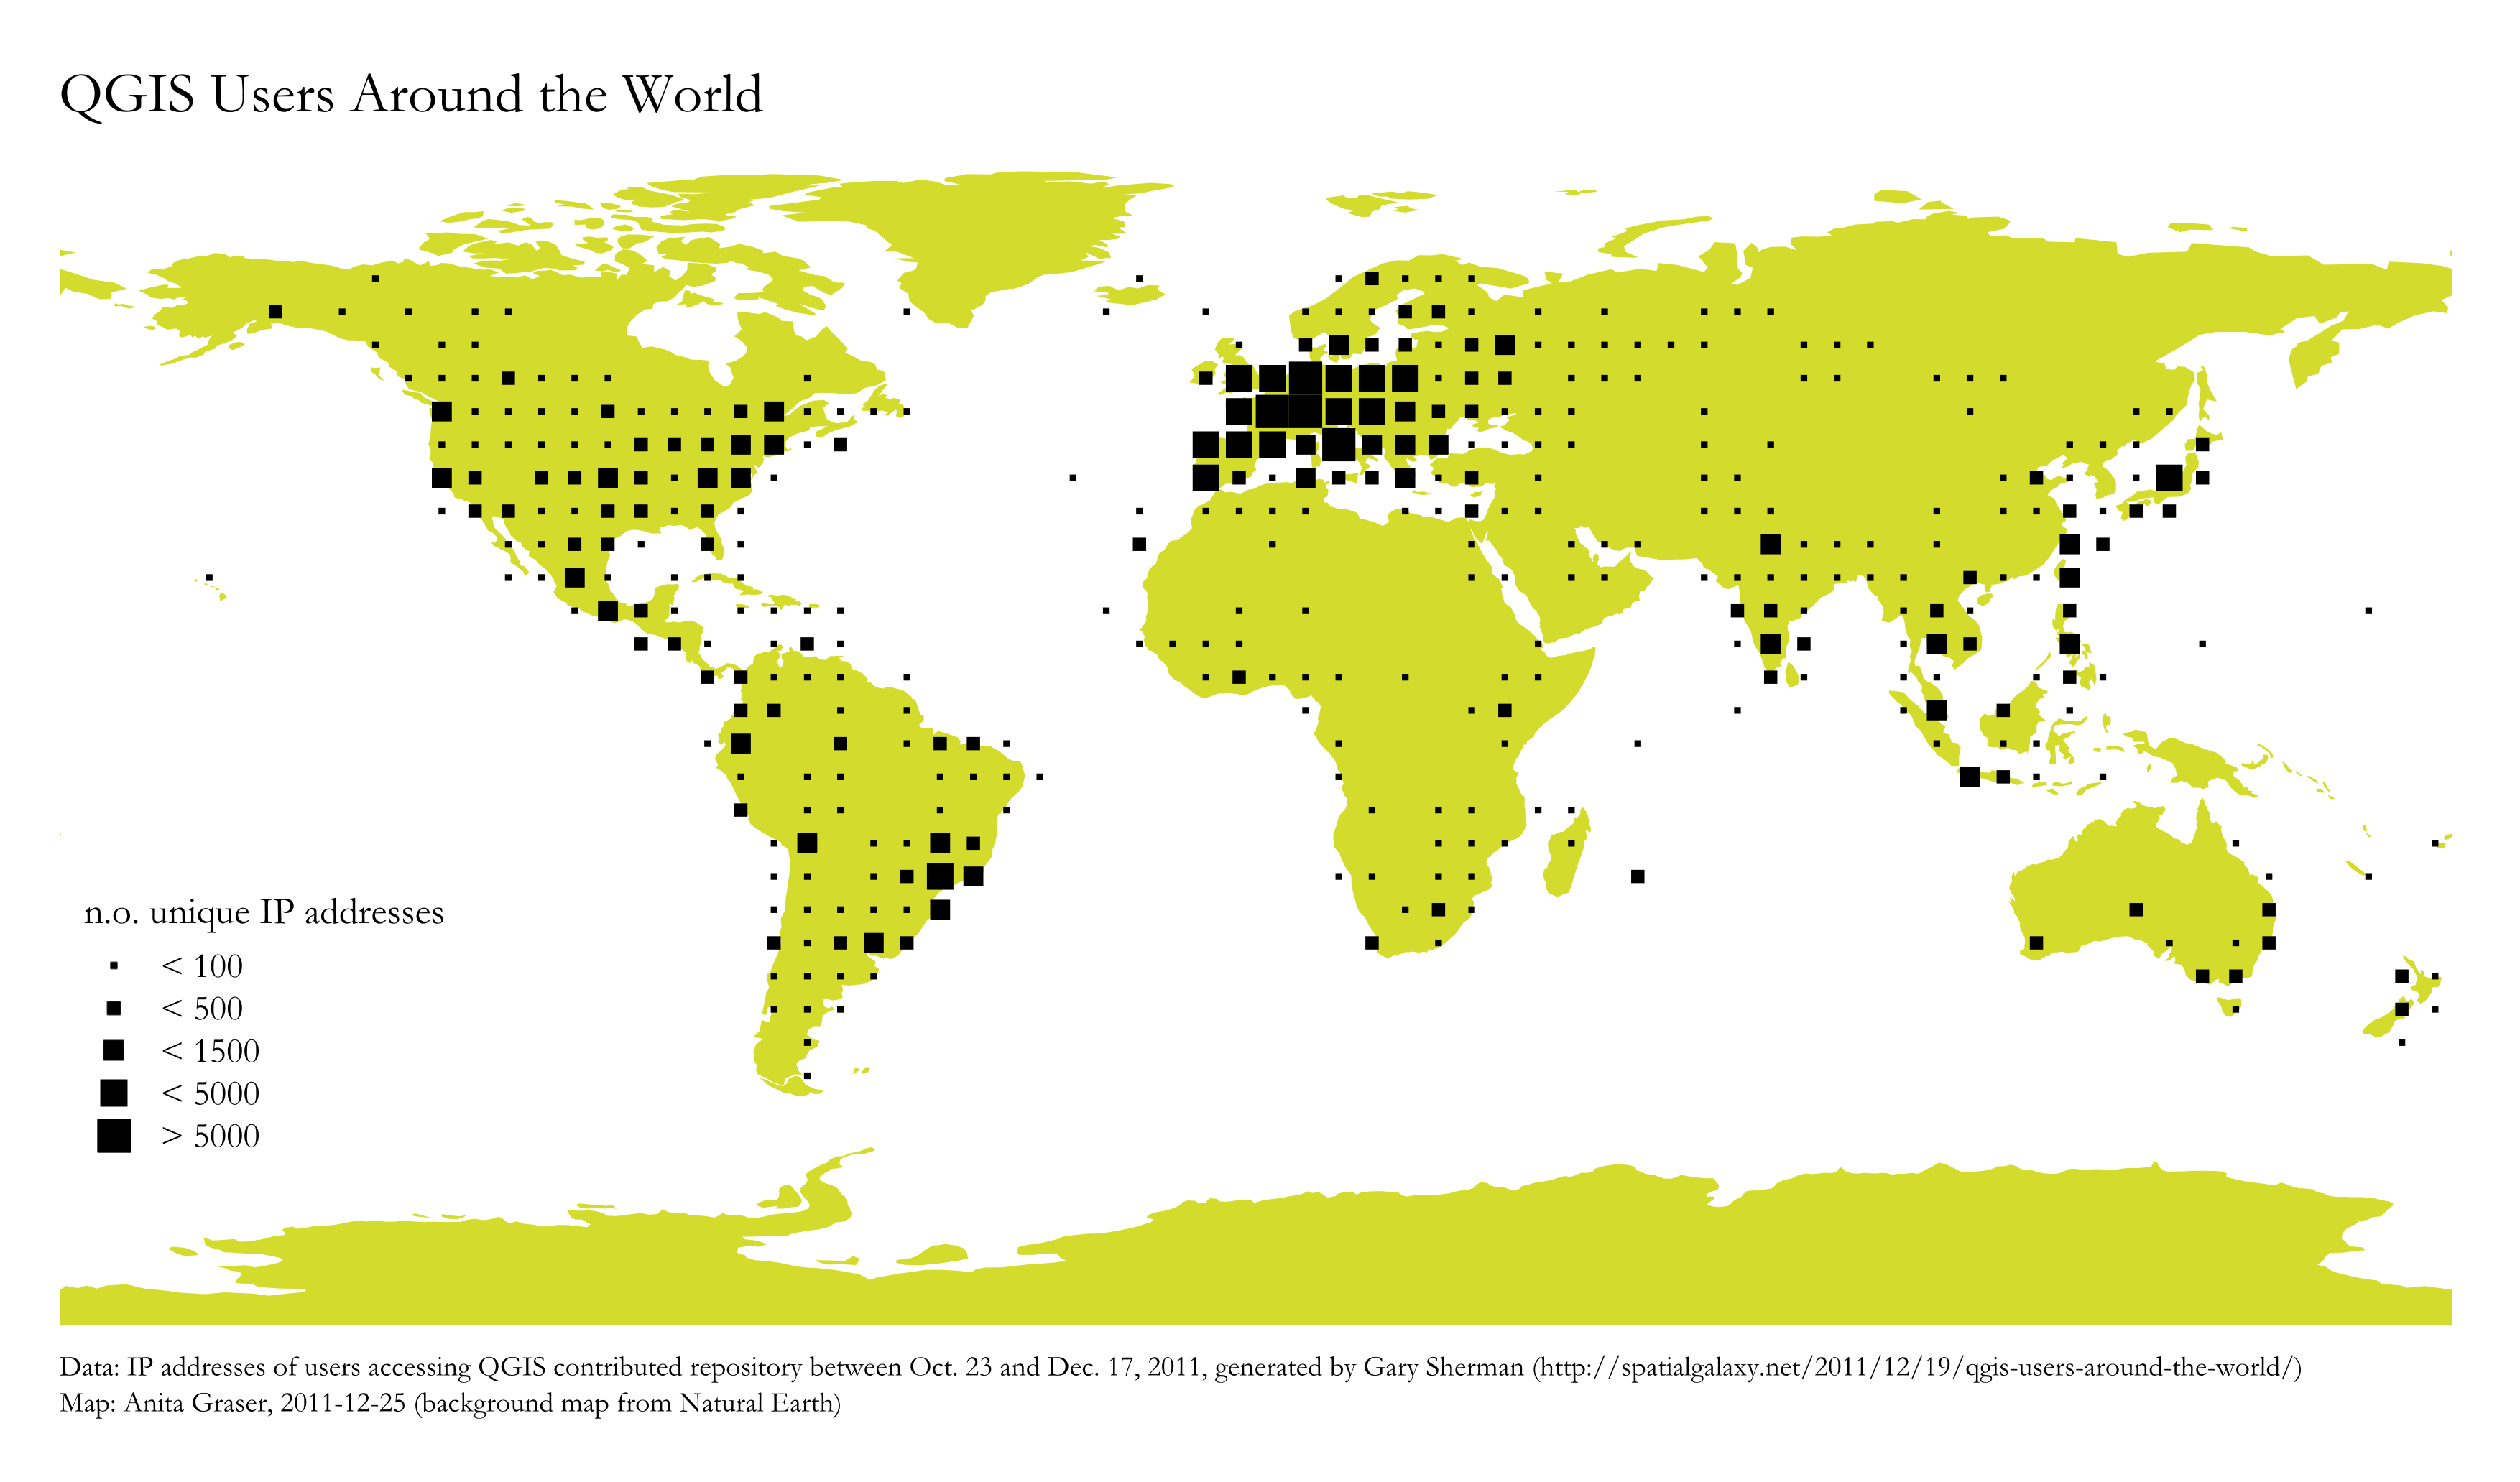 QGIS Users Around the World
n.o. unique IP addresses
< 100
< 500
< 1500
< 5000
> 5000
Data: IP addresses of users accessing QGIS contributed repository between Oct. 23 and Dec. 17, 2011, generated by Gary Sherman (http://spatialgalaxy.net/2011/12/19/qgis-users-around-the-world/)
Map: Anita Graser, 2011-12-25 (background map from Natural Earth)